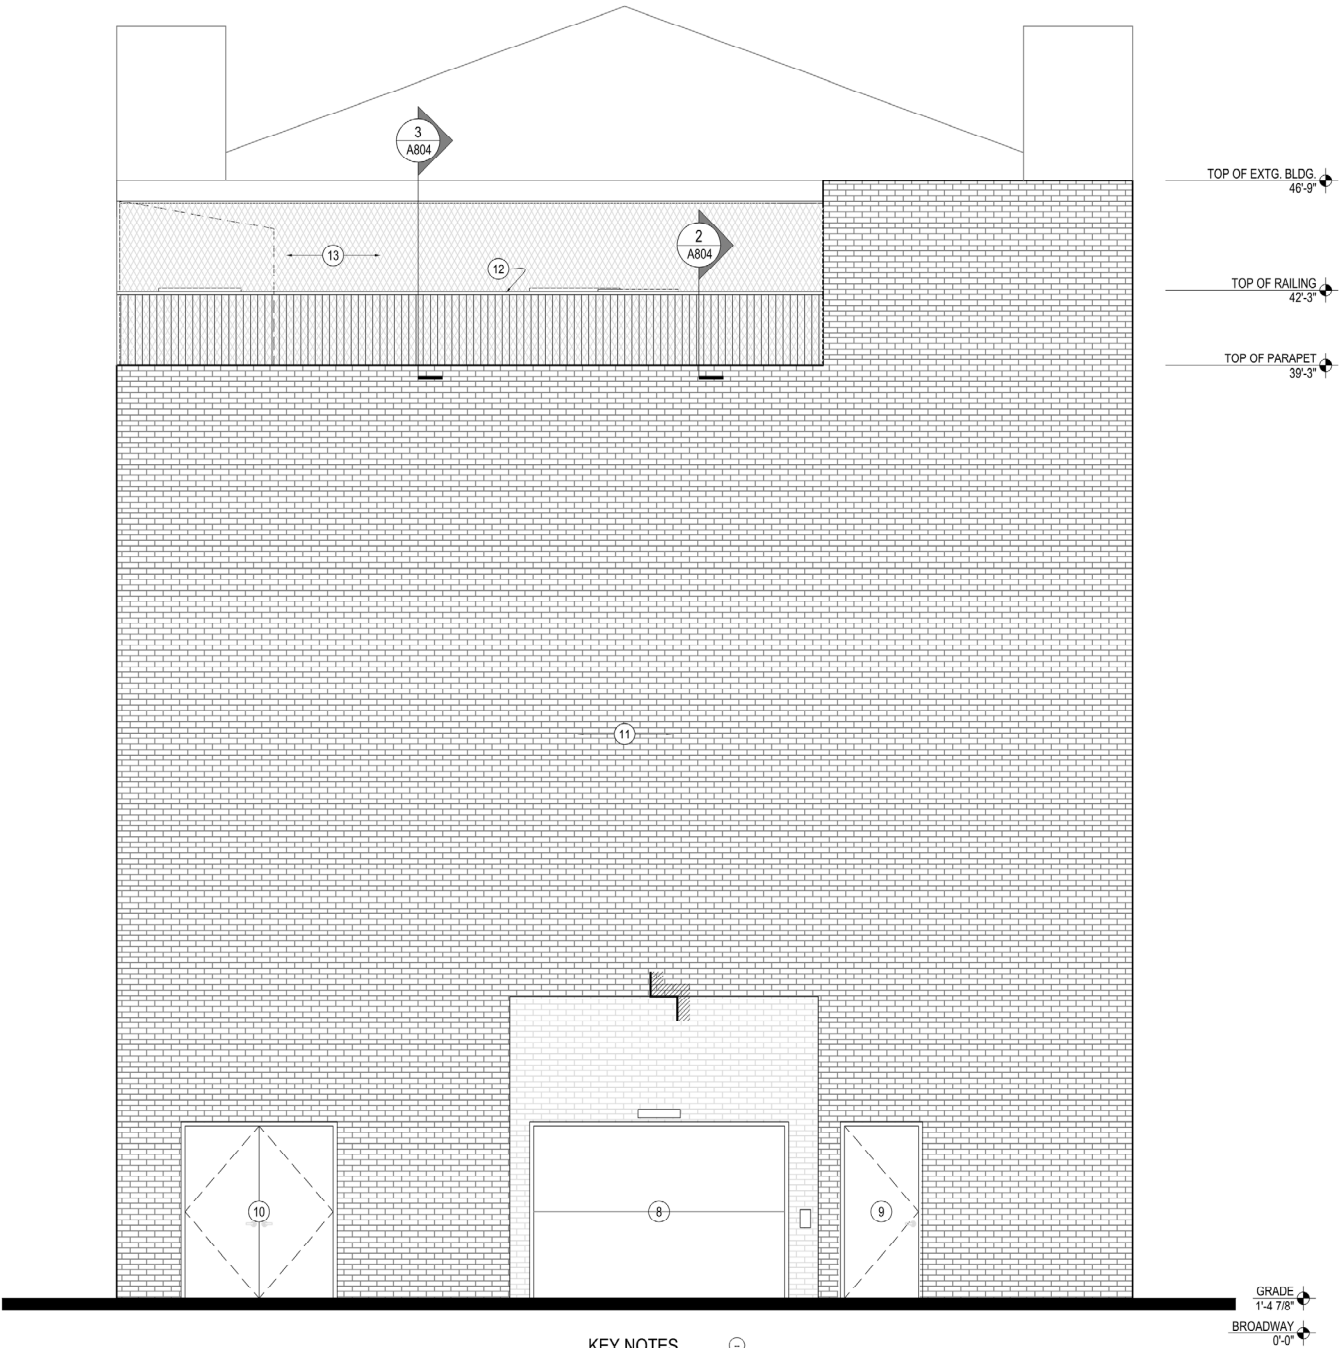 3
A804
TOP OF EXTG. BLDG.
46'-9"
2
A804
13
12
TOP OF RAILING
42'-3"
TOP OF PARAPET
39'-3"
11
10
8
9
GRADE
1'-4 7/8"
BROADWAY
0'-0"
KEY NOTES